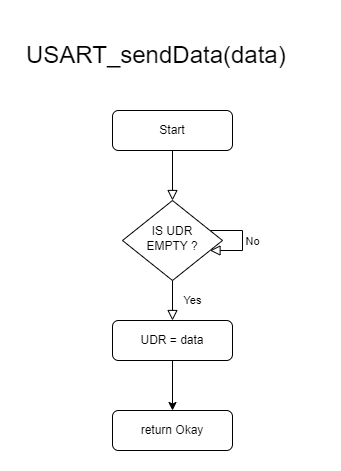 USART_sendData(data)
Start
IS UDR
EMPTY ?
No
Yes
UDR = data
return Okay